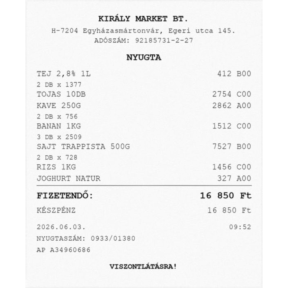 KIRÁLY MARKET BT.
H-7204 Egyházasmártonvár, Egeri utca 145.
ADÓSZÁM: 92185731-2-27
NYUGTA
TEJ 2,8% 1L 412 B00
2 DB x 1377
TOJAS 10DB 2754 C00
KAVE 250G 2862 A00
2 DB x 756
BANAN 1KG 1512 C00
3 DB x 2509
SAJT TRAPPISTA 500G 7527 B00
2 DB x 728
RIZS 1KG 1456 C00
JOGHURT NATUR 327 A00
FIZETENDŐ: 16 850 Ft
KÉSZPÉNZ 16 850 Ft
2026.06.03. 09:52
NYUGTASZÁM: 0933/01380
AP A34960686
VISZONTLÁTÁSRA!